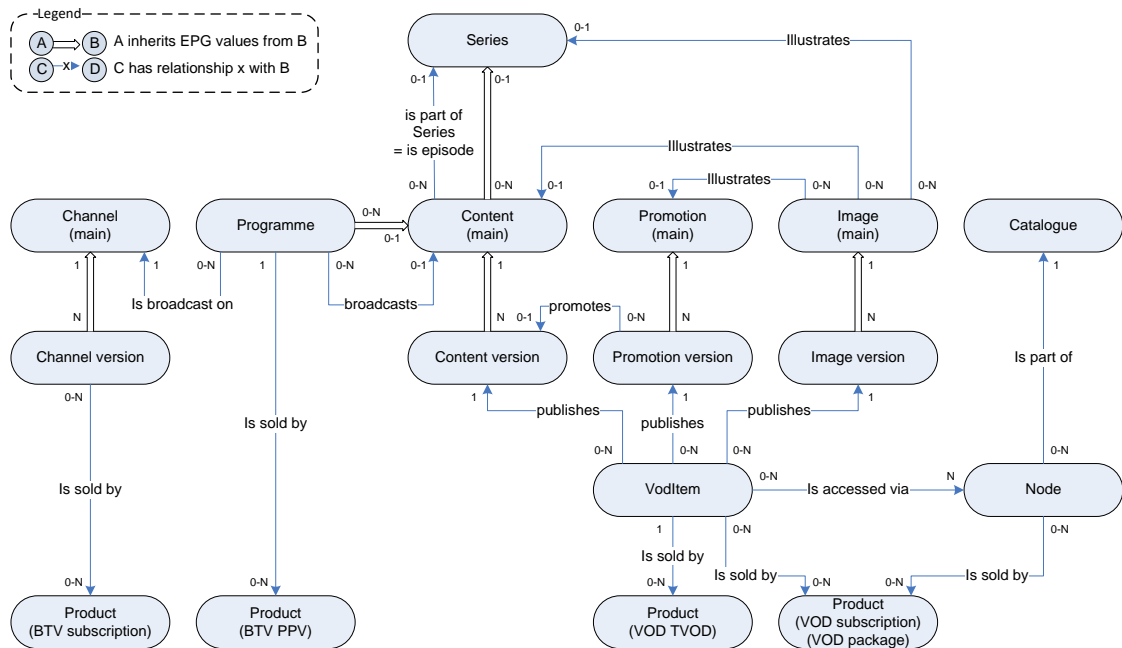 Legend
A
B
A inherits EPG values from B
C
x
D
C has relationship x with B
Series
0-1
Illustrates
0-1
0-1
is part of
Series
= is episode
Illustrates
0-N
0-N
0-1
0-1
Illustrates
0-N
0-N
0-N
Channel
(main)
Programme
0-N
0-1
Content
(main)
Promotion
(main)
Image
(main)
Catalogue
1
1
0-N
1
0-N
0-1
1
1
1
1
Is broadcast on
broadcasts
promotes
N
N
0-1
0-N
N
N
Channel version
Content version
Promotion version
Image version
Is part of
0-N
1
1
1
publishes
publishes
publishes
Is sold by
0-N
0-N
0-N
0-N
Is sold by
VodItem
0-N
Is accessed via
N
Node
1
0-N
0-N
Is sold by
Is sold by
Is sold by
0-N
0-N
0-N
0-N
0-N
Product
(BTV subscription)
Product
(BTV PPV)
Product
(VOD TVOD)
Product
(VOD subscription)
(VOD package)